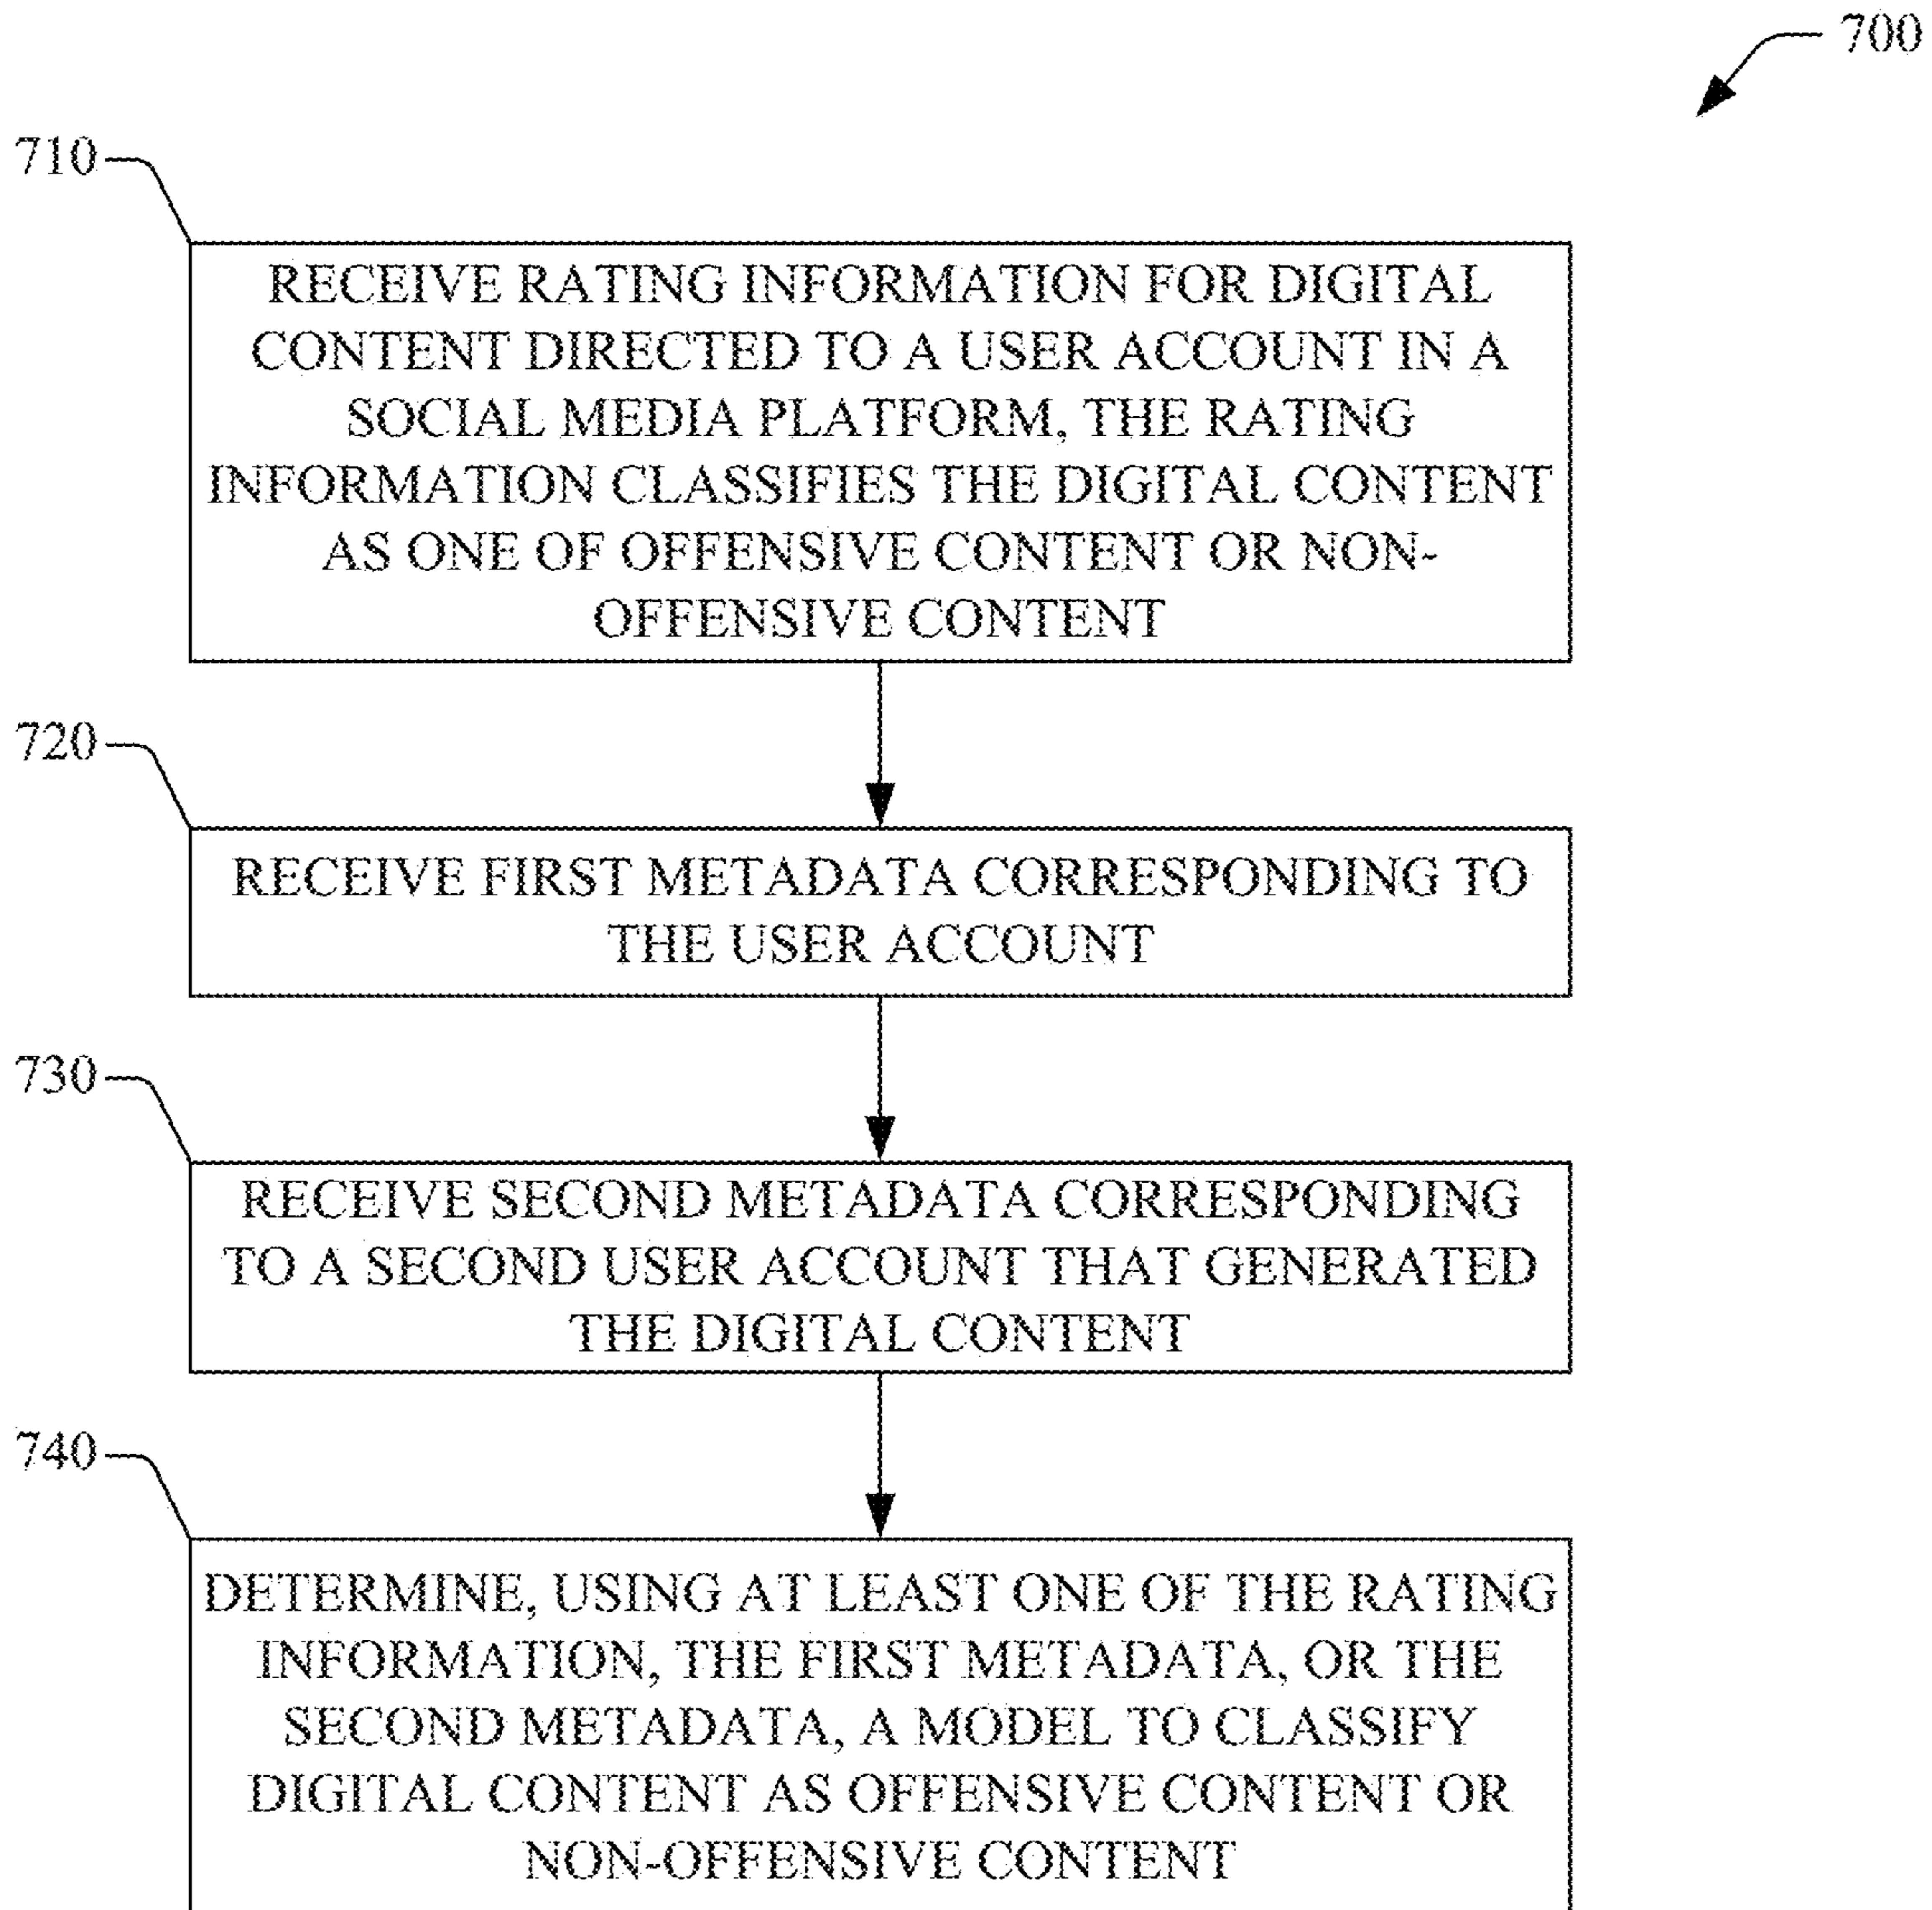 700
710
RECEIVE RATING INFORMATION FOR DIGITAL
CONTENT DIRECTED TO A USER ACCOUNT IN A
SOCIAL MEDIA PLATFORM, THE RATING
INFORMATION CLASSIFIES THE DIGITAL CONTENT
AS ONE OF OFFENSIVE CONTENT OR NON-
OFFENSIVE CONTENT
720
RECEIVE FIRST METADATA CORRESPONDING TO
THE USER ACCOUNT
730
RECEIVE SECOND METADATA CORRESPONDING
TO A SECOND USER ACCOUNT THAT GENERATED
THE DIGITAL CONTENT
740
DETERMINE, USING AT LEAST ONE OF THE RATING
INFORMATION, THE FIRST METADATA, OR THE
SECOND METADATA, A MODEL TO CLASSIFY
DIGITAL CONTENT AS OFFENSIVE CONTENT OR
NON-OFFENSIVE CONTENT